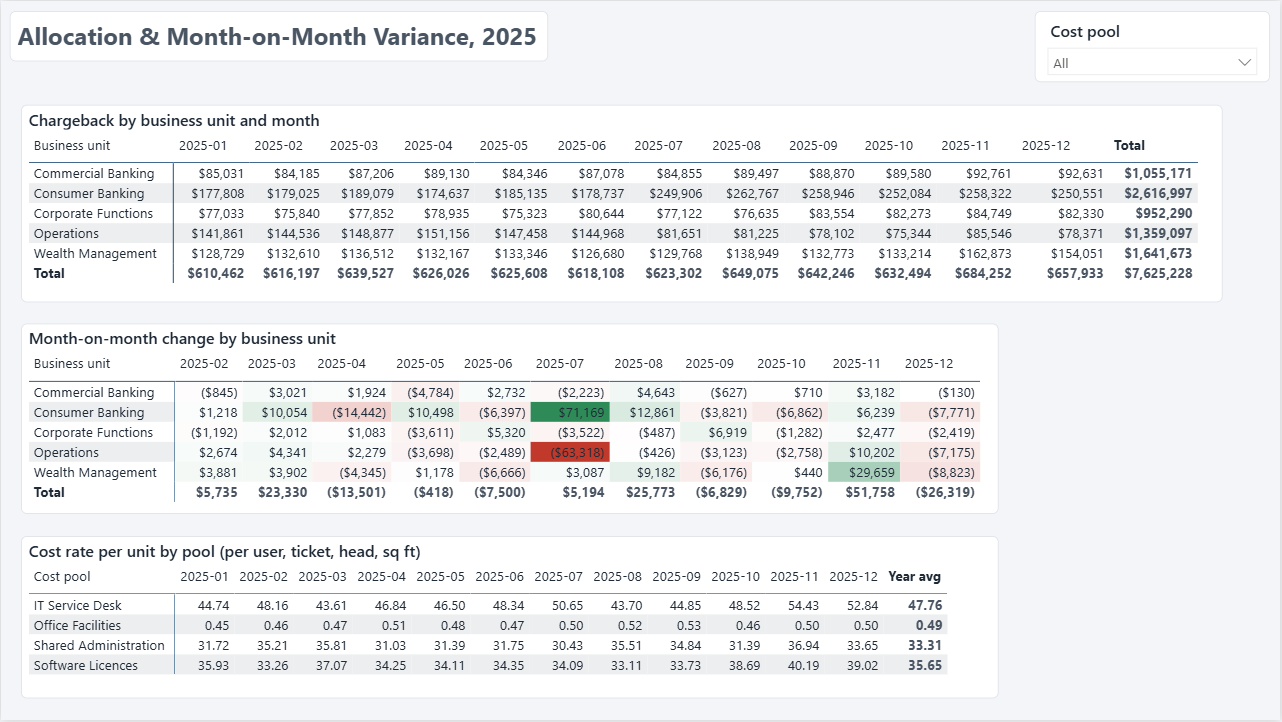 Allocation & Month-on-Month Variance, 2025
Cost pool
All
Chargeback by business unit and month
Business unit 2025-01 2025-02 2025-03 2025-04 2025-05 2025-06 2025-07 2025-08 2025-09 2025-10 2025-11 2025-12 Total
Commercial Banking $85,031 $84,185 $87,206 $89,130 $84,346 $87,078 $84,855 $89,497 $88,870 $89,580 $92,761 $92,631 $1,055,171
Consumer Banking $177,808 $179,025 $189,079 $174,637 $185,135 $178,737 $249,906 $262,767 $258,946 $252,084 $258,322 $250,551 $2,616,997
Corporate Functions $77,033 $75,840 $77,852 $78,935 $75,323 $80,644 $77,122 $76,635 $83,554 $82,273 $84,749 $82,330 $952,290
Operations $141,861 $144,536 $148,877 $151,156 $147,458 $144,968 $81,651 $81,225 $78,102 $75,344 $85,546 $78,371 $1,359,097
Wealth Management $128,729 $132,610 $136,512 $132,167 $133,346 $126,680 $129,768 $138,949 $132,773 $133,214 $162,873 $154,051 $1,641,673
Total $610,462 $616,197 $639,527 $626,026 $625,608 $618,108 $623,302 $649,075 $642,246 $632,494 $684,252 $657,933 $7,625,228
Month-on-month change by business unit
Business unit 2025-02 2025-03 2025-04 2025-05 2025-06 2025-07 2025-08 2025-09 2025-10 2025-11 2025-12
Commercial Banking ($845) $3,021 $1,924 ($4,784) $2,732 ($2,223) $4,643 ($627) $710 $3,182 ($130)
Consumer Banking $1,218 $10,054 ($14,442) $10,498 ($6,397) $71,169 $12,861 ($3,821) ($6,862) $6,239 ($7,771)
Corporate Functions ($1,192) $2,012 $1,083 ($3,611) $5,320 ($3,522) ($487) $6,919 ($1,282) $2,477 ($2,419)
Operations $2,674 $4,341 $2,279 ($3,698) ($2,489) ($63,318) ($426) ($3,123) ($2,758) $10,202 ($7,175)
Wealth Management $3,881 $3,902 ($4,345) $1,178 ($6,666) $3,087 $9,182 ($6,176) $440 $29,659 ($8,823)
Total $5,735 $23,330 ($13,501) ($418) ($7,500) $5,194 $25,773 ($6,829) ($9,752) $51,758 ($26,319)
Cost rate per unit by pool (per user, ticket, head, sq ft)
Cost pool 2025-01 2025-02 2025-03 2025-04 2025-05 2025-06 2025-07 2025-08 2025-09 2025-10 2025-11 2025-12 Year avg
IT Service Desk 44.74 48.16 43.61 46.84 46.50 48.34 50.65 43.70 44.85 48.52 54.43 52.84 47.76
Office Facilities 0.45 0.46 0.47 0.51 0.48 0.47 0.50 0.52 0.53 0.46 0.50 0.50 0.49
Shared Administration 31.72 35.21 35.81 31.03 31.39 31.75 30.43 35.51 34.84 31.39 36.94 33.65 33.31
Software Licences 35.93 33.26 37.07 34.25 34.11 34.35 34.09 33.11 33.73 38.69 40.19 39.02 35.65